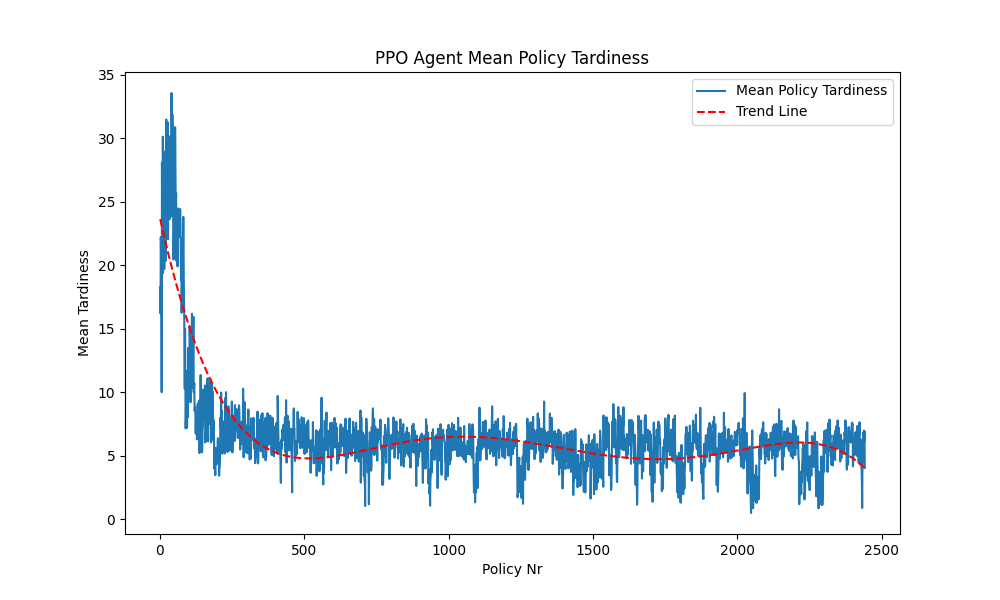 PPO Agent Mean Policy Tardiness
Mean Policy Tardiness
Trend Line
Mean Tardiness
35
30
25
20
15
10
5
0
0 500 1000 1500 2000 2500
Policy Nr